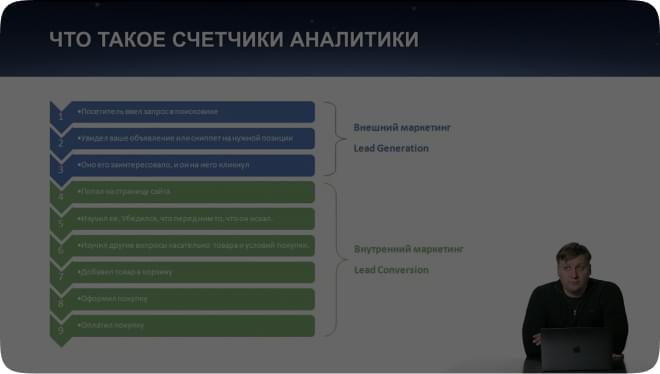 ЧТО ТАКОЕ СЧЕТЧИКИ АНАЛИТИКИ
1 •Посетитель ввел запрос в поисковике
2 •Увидел ваше объявление или сниппет на нужной позиции
3 •Оно его заинтересовало, и он на него кликнул
Внешний маркетинг
Lead Generation
4 •Попал на страницу сайта
5 •Изучил ее. Убедился, что перед ним то, что он искал.
6 •Изучил другие вопросы касательно товара и условий покупки.
7 •Добавил товар в корзину
8 •Оформил покупку
9 •Оплатил покупку
Внутренний маркетинг
Lead Conversion